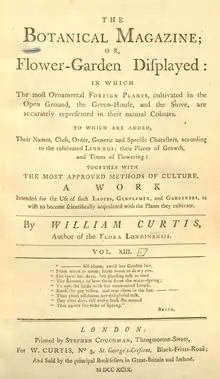 THE
BOTANICAL MAGAZINE;
OR,
Flower-Garden Diſplayed:
IN WHICH
The moſt Ornamental FOREIGN PLANTS, cultivated in the
Open Ground, the Green-Houſe, and the Stove, are
accurately repreſented in their natural Colours.
TO WHICH ARE ADDED,
Their Names, Claſs, Order, Generic and Specific Characters, according
to the celebrated LINNÆUS; their Places of Growth,
and Times of Flowering:
TOGETHER WITH
THE MOST APPROVED METHODS OF CULTURE.
A WORK
Intended for the Uſe of ſuch LADIES, GENTLEMEN, and GARDENERS, as
wiſh to become ſcientifically acquainted with the Plants they cultivate.
By WILLIAM CURTIS,
Author of the FLORA LONDINENSIS.
VOL. XIII.
LONDON:
Printed by STEPHEN COUCHMAN, Throgmorton-Street,
For W. CURTIS, Nº 3, St. George's-Creſcent, Black-Friars-Road;
And Sold by the principal Bookſellers in Great-Britain and Ireland.
M DCC XCIX.